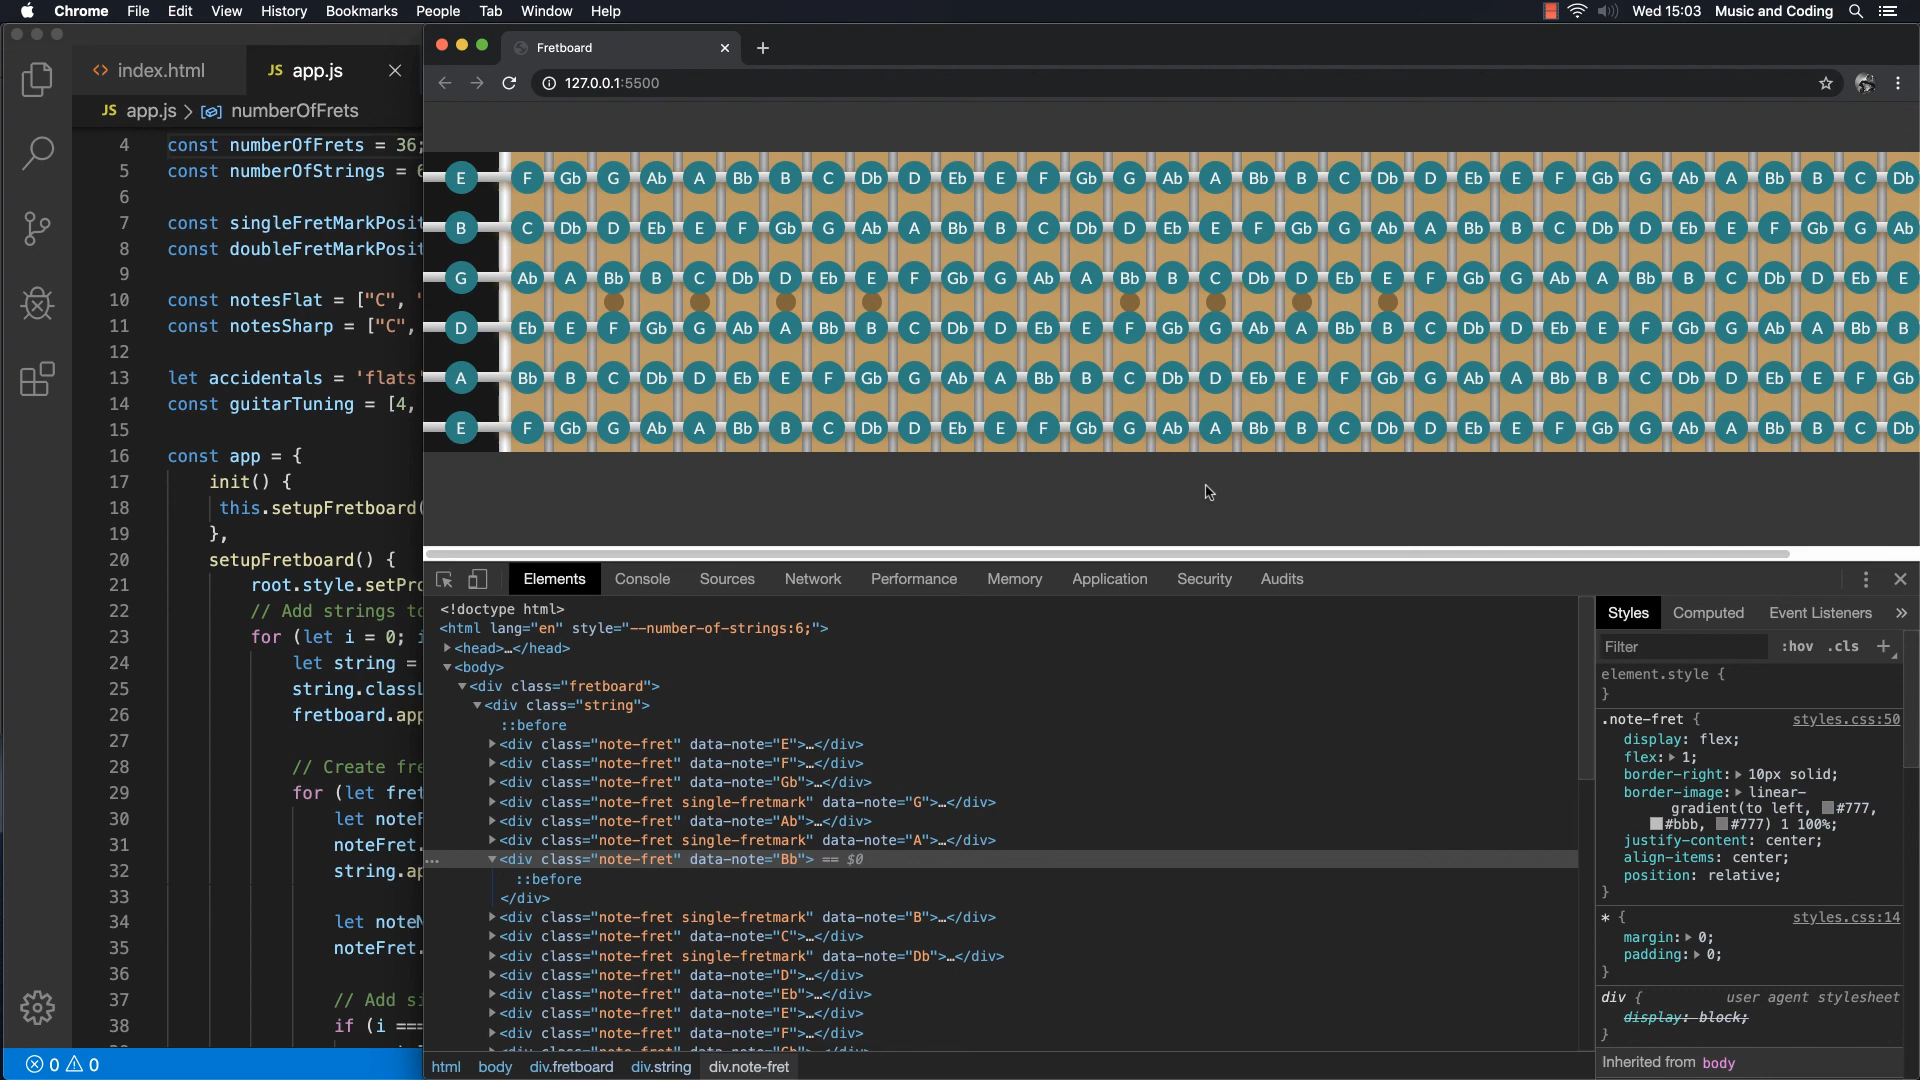 Chrome File Edit View History Bookmarks People Tab Window Help Wed 15:03 Music and Coding
index.html JS app.js
JS app.js > numberOfFrets
4 const numberOfFrets = 36;
5 const numberOfStrings = 6
6
7 const singleFretMarkPosit
8 const doubleFretMarkPosit
9
10 const notesFlat = ["C", "
11 const notesSharp = ["C",
12
13 let accidentals = 'flats'
14 const guitarTuning = [4,
15
16 const app = {
17 init() {
18 this.setupFretboard(
19 },
20 setupFretboard() {
21 root.style.setPro
22 // Add strings to
23 for (let i = 0; i
24 let string =
25 string.classL
26 fretboard.app
27
28 // Create fre
29 for (let fret
30 let noteF
31 noteFret.
32 string.ap
33
34 let noteN
35 noteFret.
36
37 // Add si
38 if (i ===
0 0
Fretboard
127.0.0.1:5500
E F Gb G Ab A Bb B C Db D Eb E F Gb G Ab A Bb B C Db D Eb E F Gb G Ab A Bb B C Db
B C Db D Eb E F Gb G Ab A Bb B C Db D Eb E F Gb G Ab A Bb B C Db D Eb E F Gb G Ab
G Ab A Bb B C Db D Eb E F Gb G Ab A Bb B C Db D Eb E F Gb G Ab A Bb B C Db D Eb E
D Eb E F Gb G Ab A Bb B C Db D Eb E F Gb G Ab A Bb B C Db D Eb E F Gb G Ab A Bb B
A Bb B C Db D Eb E F Gb G Ab A Bb B C Db D Eb E F Gb G Ab A Bb B C Db D Eb E F Gb
E F Gb G Ab A Bb B C Db D Eb E F Gb G Ab A Bb B C Db D Eb E F Gb G Ab A Bb B C Db
Elements Console Sources Network Performance Memory Application Security Audits
<!doctype html>
<html lang="en" style="--number-of-strings:6;">
<head>…</head>
<body>
<div class="fretboard">
<div class="string">
::before
<div class="note-fret" data-note="E">…</div>
<div class="note-fret" data-note="F">…</div>
<div class="note-fret" data-note="Gb">…</div>
<div class="note-fret single-fretmark" data-note="G">…</div>
<div class="note-fret" data-note="Ab">…</div>
<div class="note-fret single-fretmark" data-note="A">…</div>
<div class="note-fret" data-note="Bb"> == $0
::before
</div>
<div class="note-fret single-fretmark" data-note="B">…</div>
<div class="note-fret" data-note="C">…</div>
<div class="note-fret single-fretmark" data-note="Db">…</div>
<div class="note-fret" data-note="D">…</div>
<div class="note-fret" data-note="Eb">…</div>
<div class="note-fret" data-note="E">…</div>
<div class="note-fret" data-note="F">…</div>
html body div.fretboard div.string div.note-fret
Styles Computed Event Listeners »
Filter :hov .cls +
element.style {
}
.note-fret { styles.css:50
display: flex;
flex: 1;
border-right: 10px solid;
border-image: linear-
gradient(to left, #777,
#bbb, #777) 1 100%;
justify-content: center;
align-items: center;
position: relative;
}
* { styles.css:14
margin: 0;
padding: 0;
}
div { user agent stylesheet
display: block;
}
Inherited from body